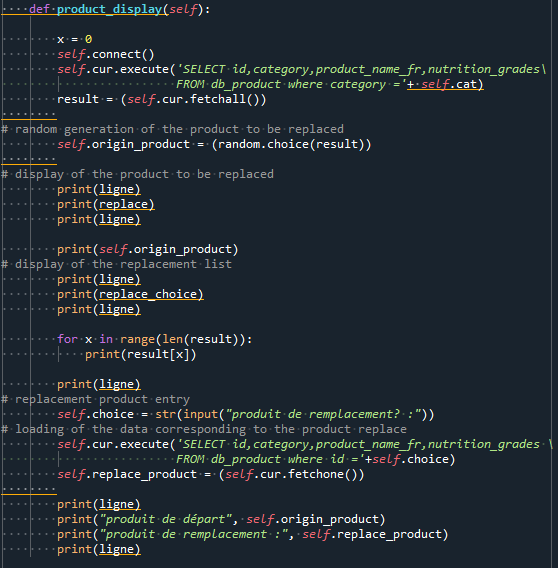 def product_display(self):
x = 0
self.connect()
self.cur.execute('SELECT id,category,product_name_fr,nutrition_grades\
FROM db_product where category ='+ self.cat)
result = (self.cur.fetchall())
# random generation of the product to be replaced
self.origin_product = (random.choice(result))
# display of the product to be replaced
print(ligne)
print(replace)
print(ligne)
print(self.origin_product)
# display of the replacement list
print(ligne)
print(replace_choice)
print(ligne)
for x in range(len(result)):
print(result[x])
print(ligne)
# replacement product entry
self.choice = str(input("produit de remplacement? :"))
# loading of the data corresponding to the product replace
self.cur.execute('SELECT id,category,product_name_fr,nutrition_grades \
FROM db_product where id ='+self.choice)
self.replace_product = (self.cur.fetchone())
print(ligne)
print("produit de départ", self.origin_product)
print("produit de remplacement :", self.replace_product)
print(ligne)